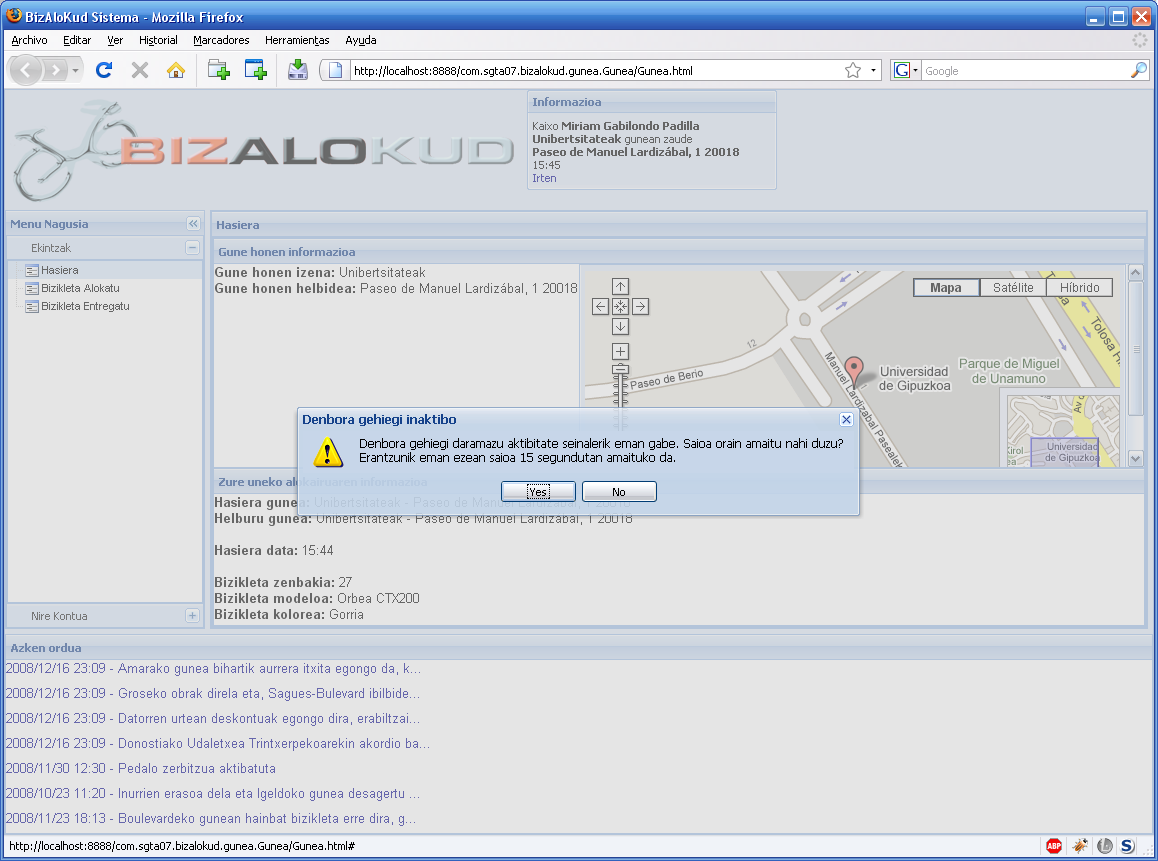 BizAloKud Sistema - Mozilla Firefox
Archivo Editar Ver Historial Marcadores Herramientas Ayuda
http://localhost:8888/com.sgta07.bizalokud.gunea.Gunea/Gunea.html
Google
BIZALOKUD
Informazioa
Kaixo Miriam Gabilondo Padilla
Unibertsitateak gunean zaude
Paseo de Manuel Lardizábal, 1 20018
15:45
Irten
Menu Nagusia
Ekintzak
Hasiera
Bizikleta Alokatu
Bizikleta Entregatu
Nire Kontua
Hasiera
Gune honen informazioa
Gune honen izena: Unibertsitateak
Gune honen helbidea: Paseo de Manuel Lardizábal, 1 20018
Mapa Satélite Híbrido
12
Paseo de Berio
Manuel Lardizabal Pasealek
Universidad
de Gipuzkoa
Parque de Miguel
de Unamuno
Tolosa H
Av d
Kirol
Universidad
de Gipuzkoa
Denbora gehiegi inaktibo
Denbora gehiegi daramazu aktibitate seinalerik eman gabe. Saioa orain amaitu nahi duzu?
Erantzunik eman ezean saioa 15 segundutan amaituko da.
Yes No
Zure uneko alokairuaren informazioa
Hasiera gunea: Unibertsitateak - Paseo de Manuel Lardizábal, 1 20018
Helburu gunea: Unibertsitateak - Paseo de Manuel Lardizábal, 1 20018
Hasiera data: 15:44
Bizikleta zenbakia: 27
Bizikleta modeloa: Orbea CTX200
Bizikleta kolorea: Gorria
Azken ordua
2008/12/16 23:09 - Amarako gunea bihartik aurrera itxita egongo da, k...
2008/12/16 23:09 - Groseko obrak direla eta, Sagues-Bulevard ibilbide...
2008/12/16 23:09 - Datorren urtean deskontuak egongo dira, erabiltzai...
2008/12/16 23:09 - Donostiako Udaletxea Trintxerpekoarekin akordio ba...
2008/11/30 12:30 - Pedalo zerbitzua aktibatuta
2008/10/23 11:20 - Inurrien erasoa dela eta Igeldoko gunea desagertu ...
2008/11/23 18:13 - Boulevardeko gunean hainbat bizikleta erre dira, g...
http://localhost:8888/com.sgta07.bizalokud.gunea.Gunea/Gunea.html#
ABP